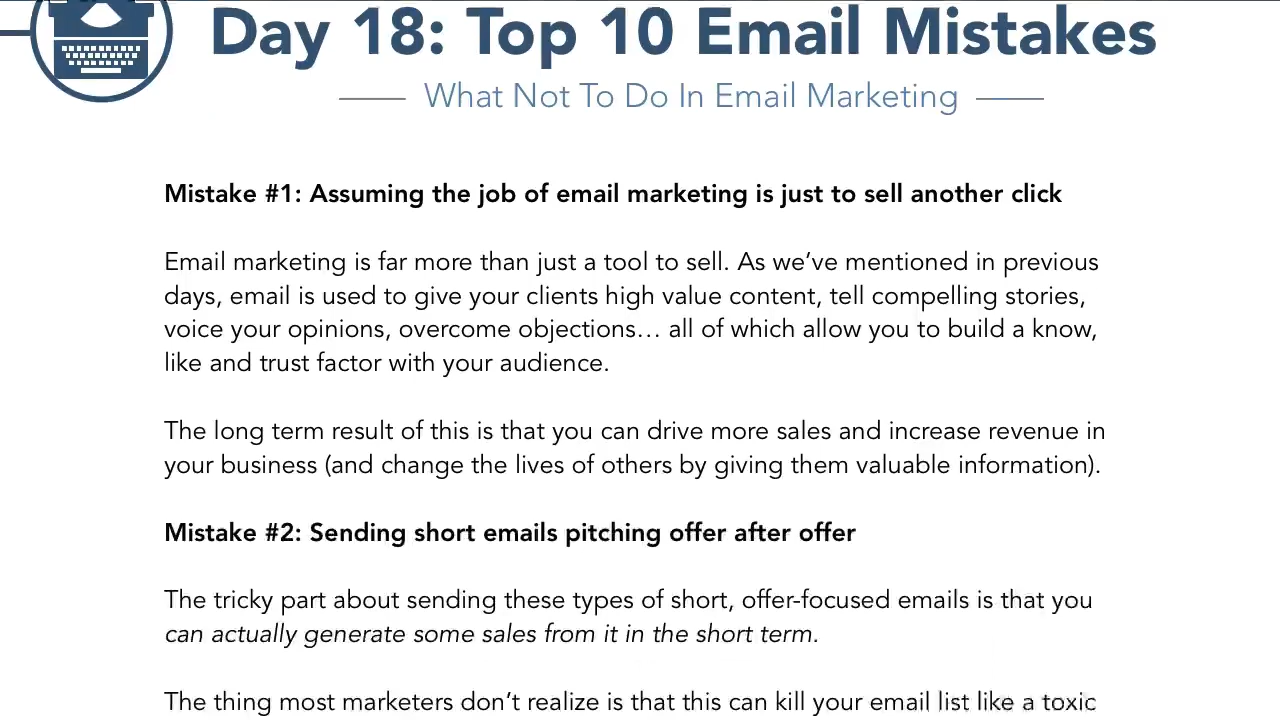 Day 18: Top 10 Email Mistakes
What Not To Do In Email Marketing
Mistake #1: Assuming the job of email marketing is just to sell another click
Email marketing is far more than just a tool to sell. As we’ve mentioned in previous
days, email is used to give your clients high value content, tell compelling stories,
voice your opinions, overcome objections… all of which allow you to build a know,
like and trust factor with your audience.
The long term result of this is that you can drive more sales and increase revenue in
your business (and change the lives of others by giving them valuable information).
Mistake #2: Sending short emails pitching offer after offer
The tricky part about sending these types of short, offer-focused emails is that you
can actually generate some sales from it in the short term.
The thing most marketers don’t realize is that this can kill your email list like a toxic